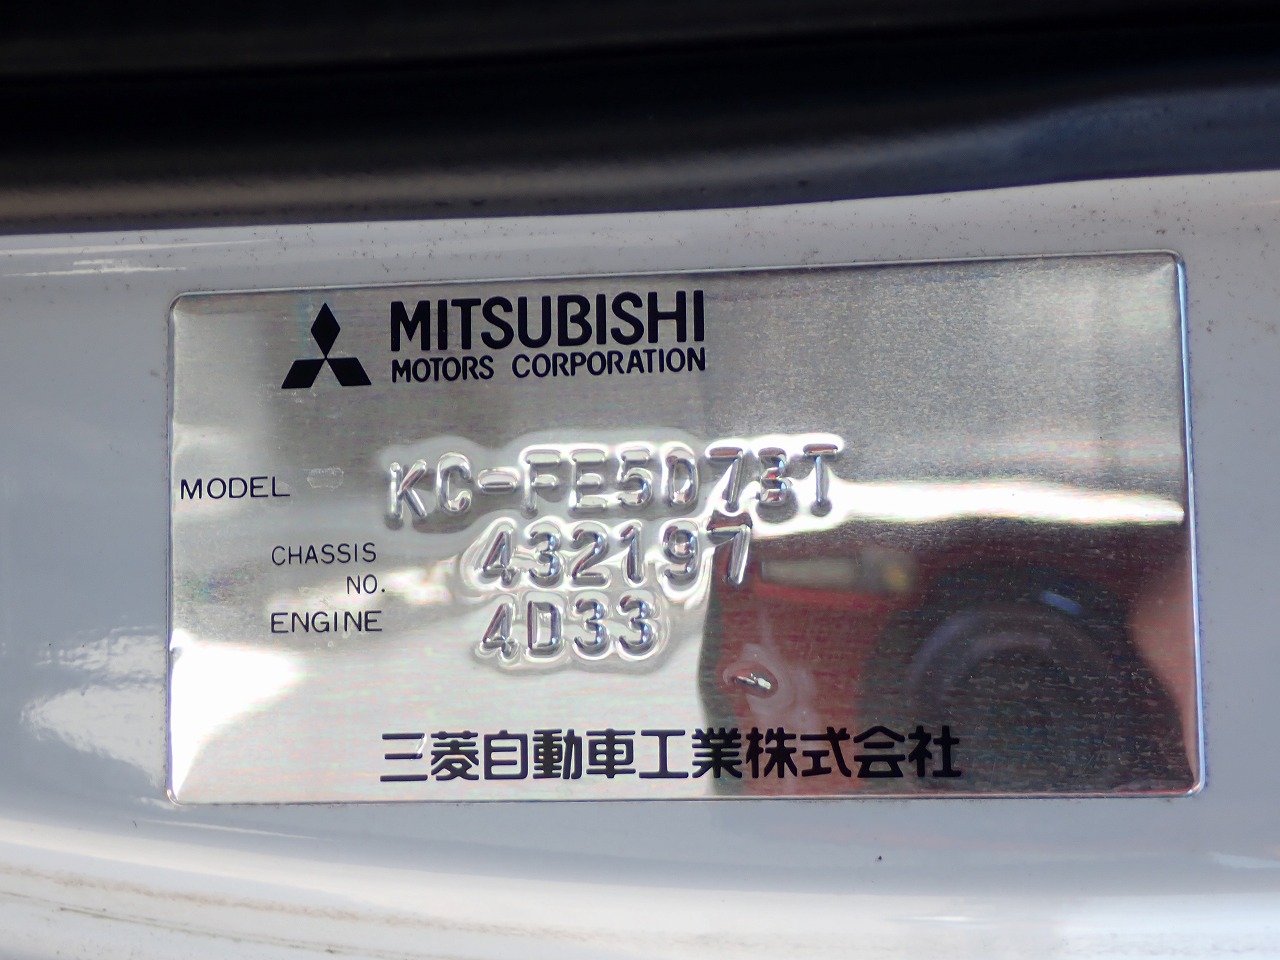 MITSUBISHI
MOTORS CORPORATION
MODEL KC-FE507BT
CHASSIS NO. 432197
ENGINE 4D33
三菱自動車工業株式会社